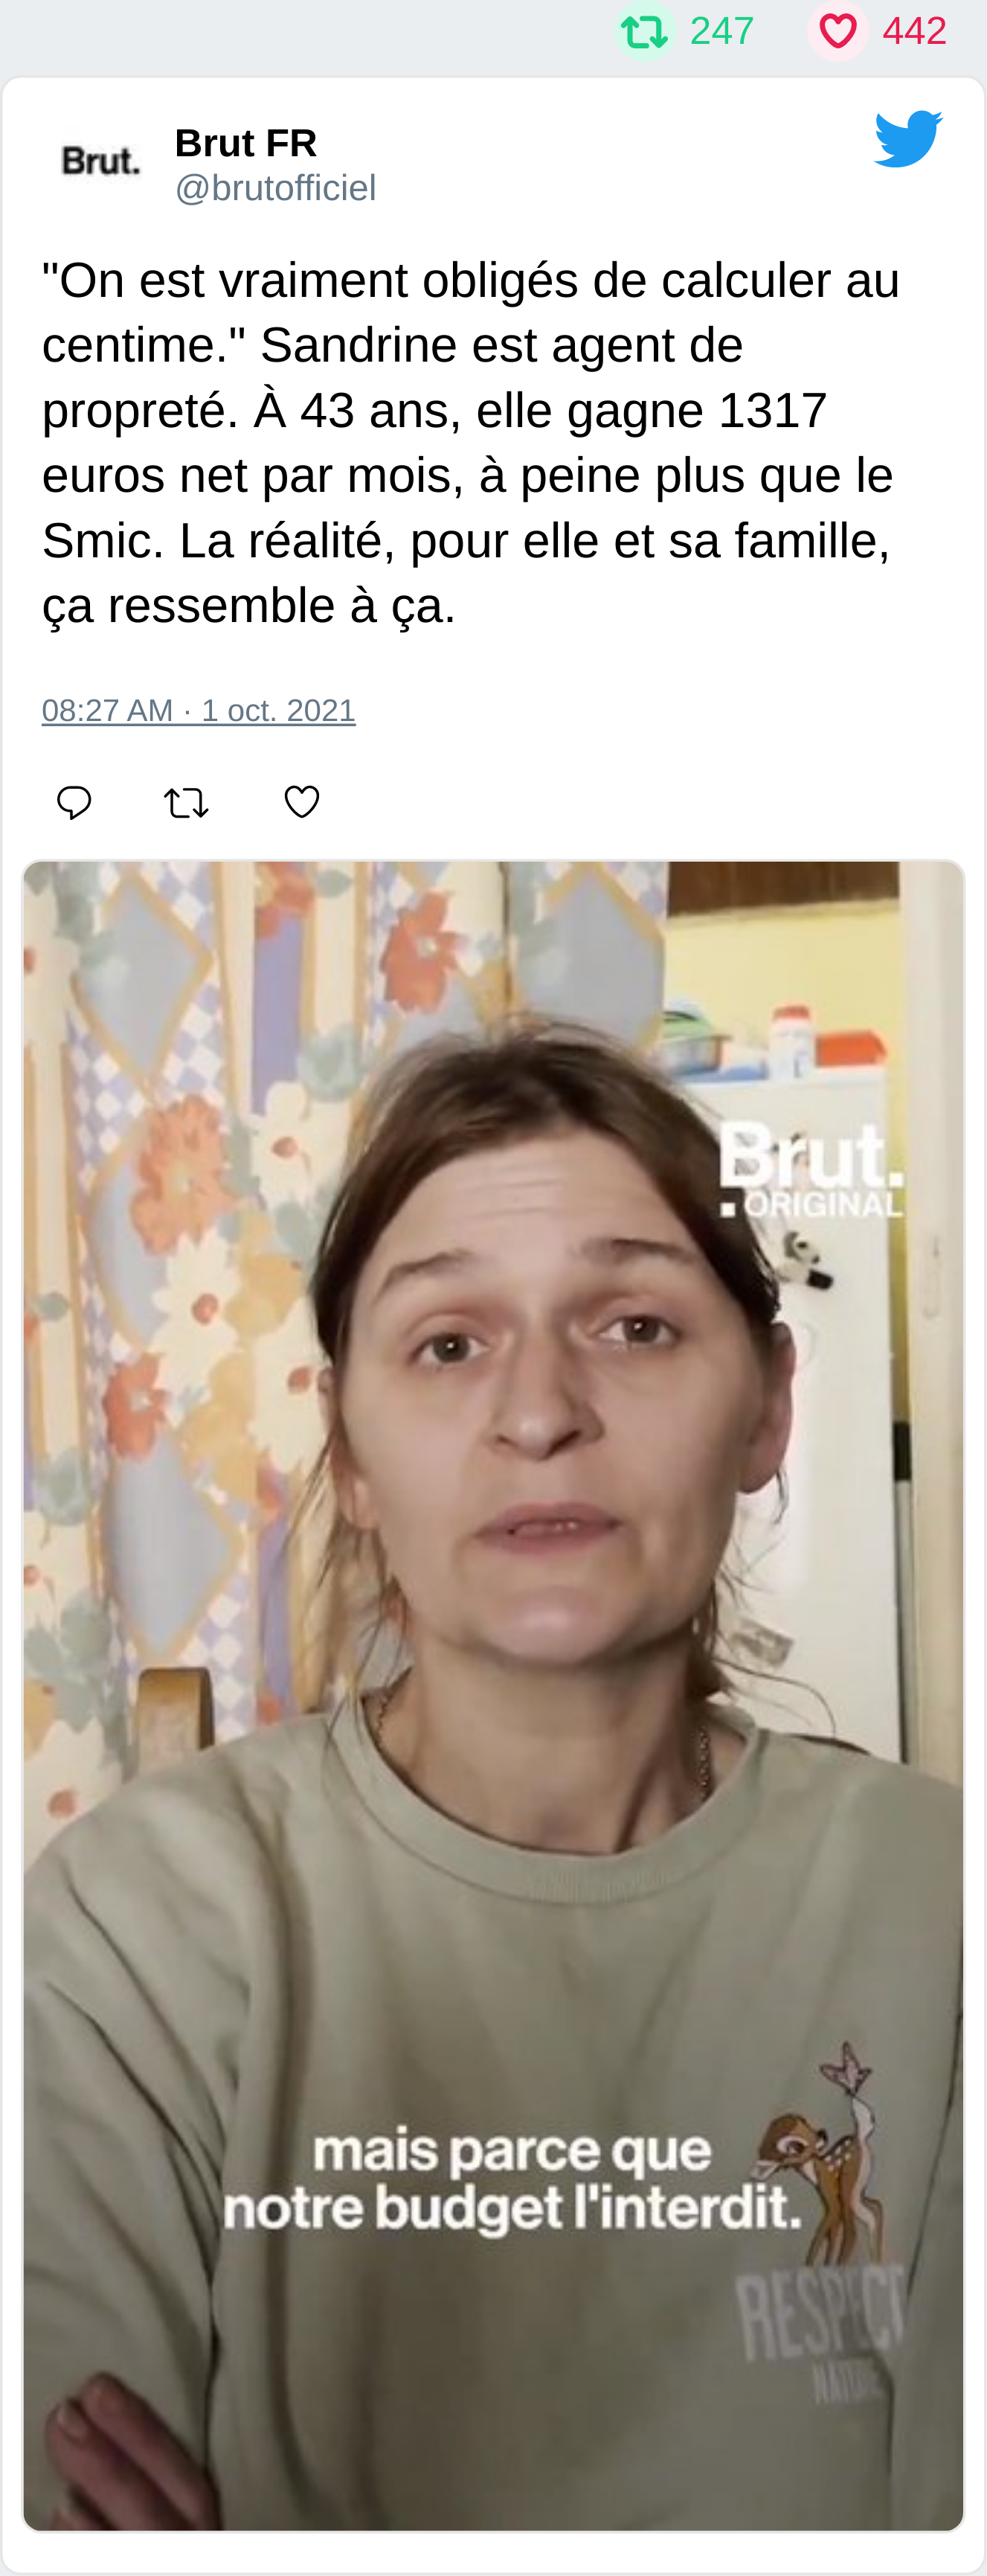 247 442
Brut.
Brut FR
@brutofficiel
"On est vraiment obligés de calculer au
centime." Sandrine est agent de
propreté. À 43 ans, elle gagne 1317
euros net par mois, à peine plus que le
Smic. La réalité, pour elle et sa famille,
ça ressemble à ça.
08:27 AM · 1 oct. 2021
Brut.
ORIGINAL
mais parce que
notre budget l'interdit.
RESPECT
NATURE